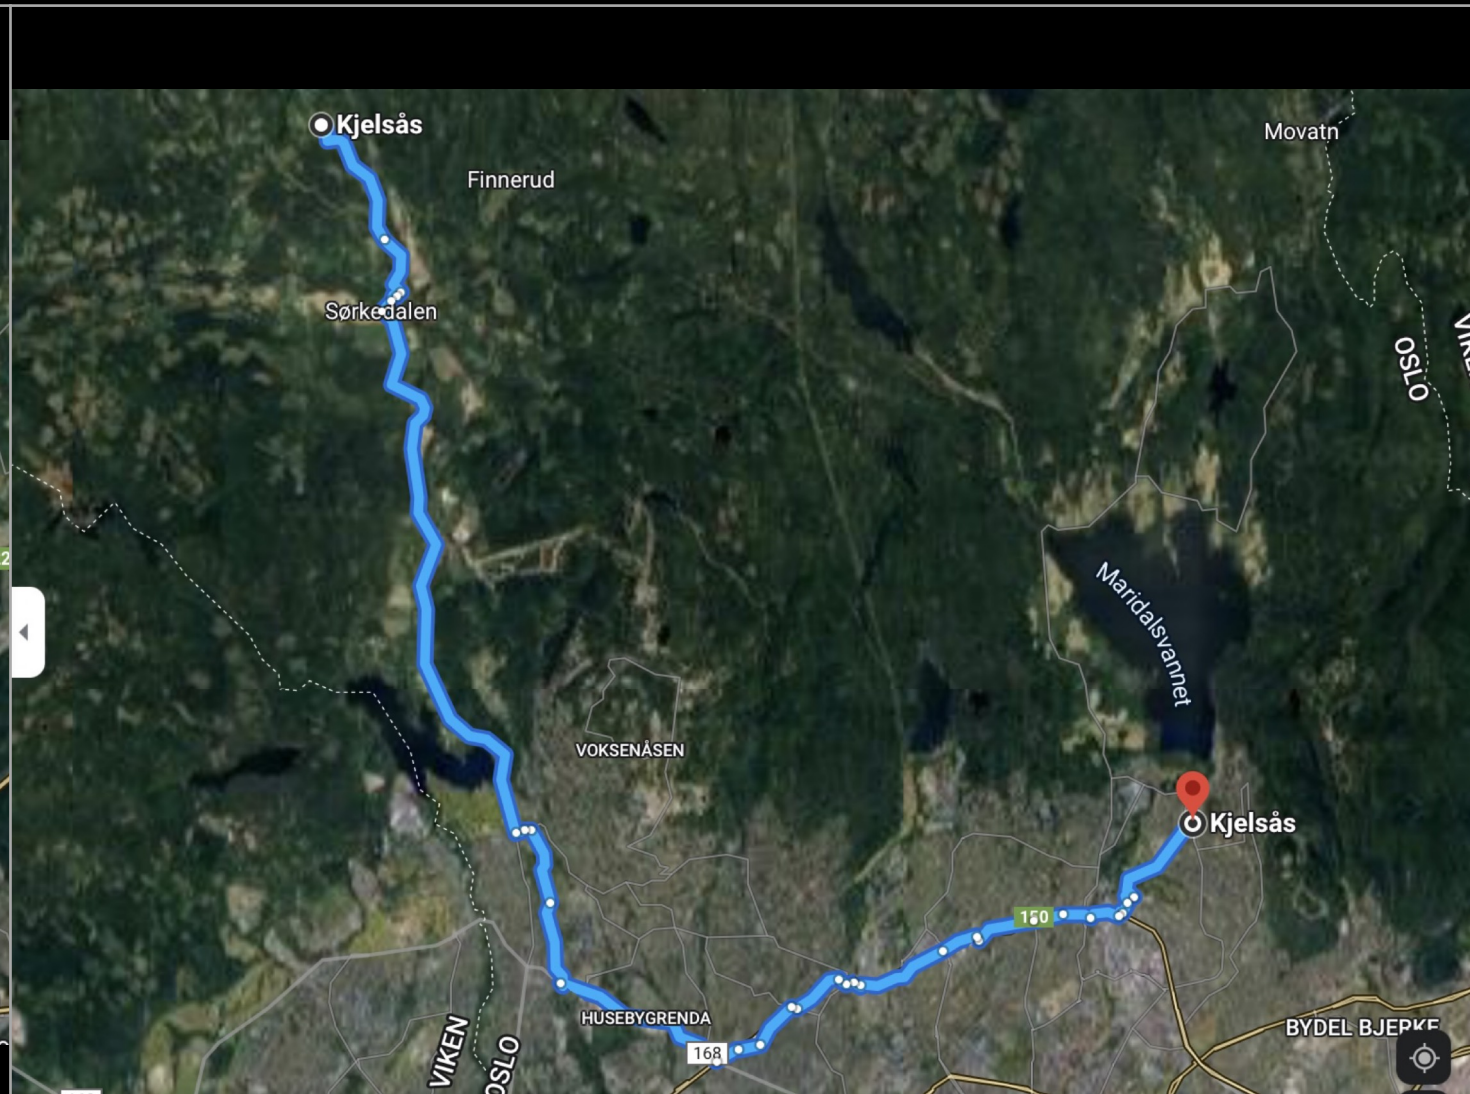 Kjelsås
Movatn
Finnerud
Sørkedalen
OSLO
Maridalsvannet
VOKSENÅSEN
Kjelsås
150
HUSEBYGRENDA
BYDEL BJERKE
168
VIKEN
OSLO